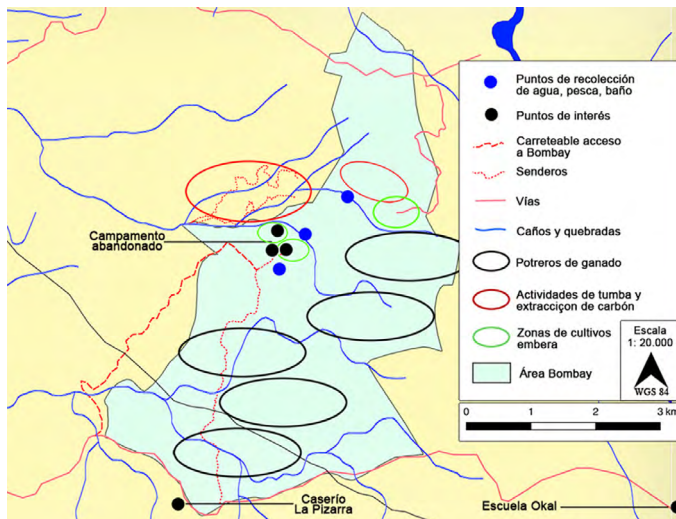 Puntos de recolección
de agua, pesca, baño
Puntos de interés
Carreteable acceso
a Bombay
Senderos
Vías
Caños y quebradas
Potreros de ganado
Actividades de tumba y
extracciçon de carbón
Zonas de cultivos
embera
Área Bombay
Escala
1: 20.000
WGS 84
0 1 2 3 km
Campamento
abandonado
Caserío
La Pizarra
Escuela Okal